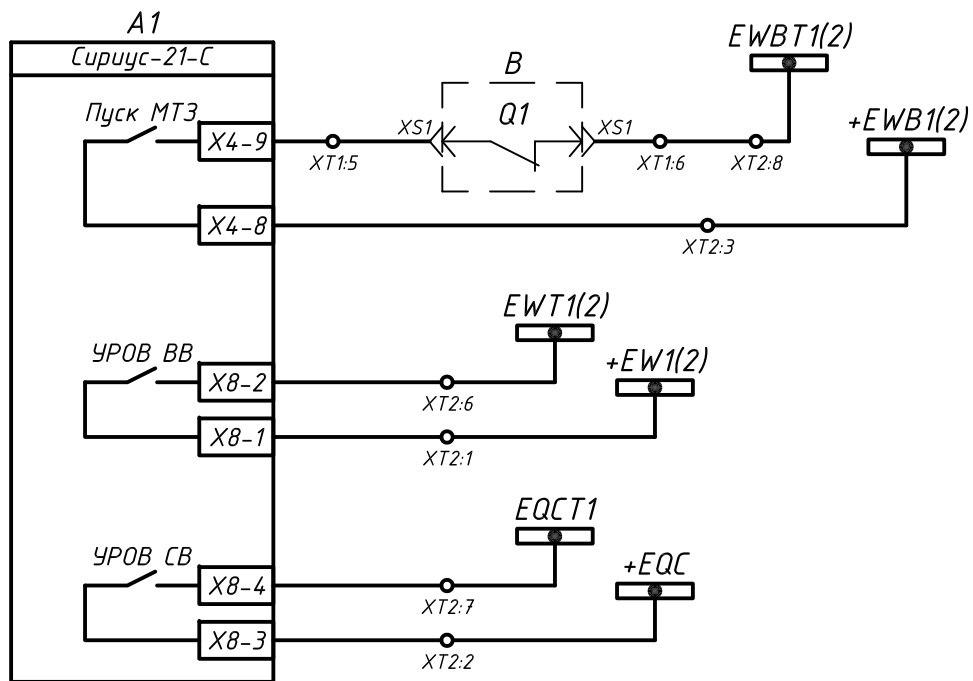 A1
Сириус-21-С
Пуск МТЗ
X4-9
X4-8
XT1:5
XS1
B
Q1
XS1
XT1:6
XT2:8
EWBT1(2)
+EWB1(2)
XT2:3
УРОВ ВВ
X8-2
X8-1
XT2:6
EWT1(2)
+EW1(2)
XT2:1
УРОВ СВ
X8-4
X8-3
XT2:7
EQCT1
+EQC
XT2:2